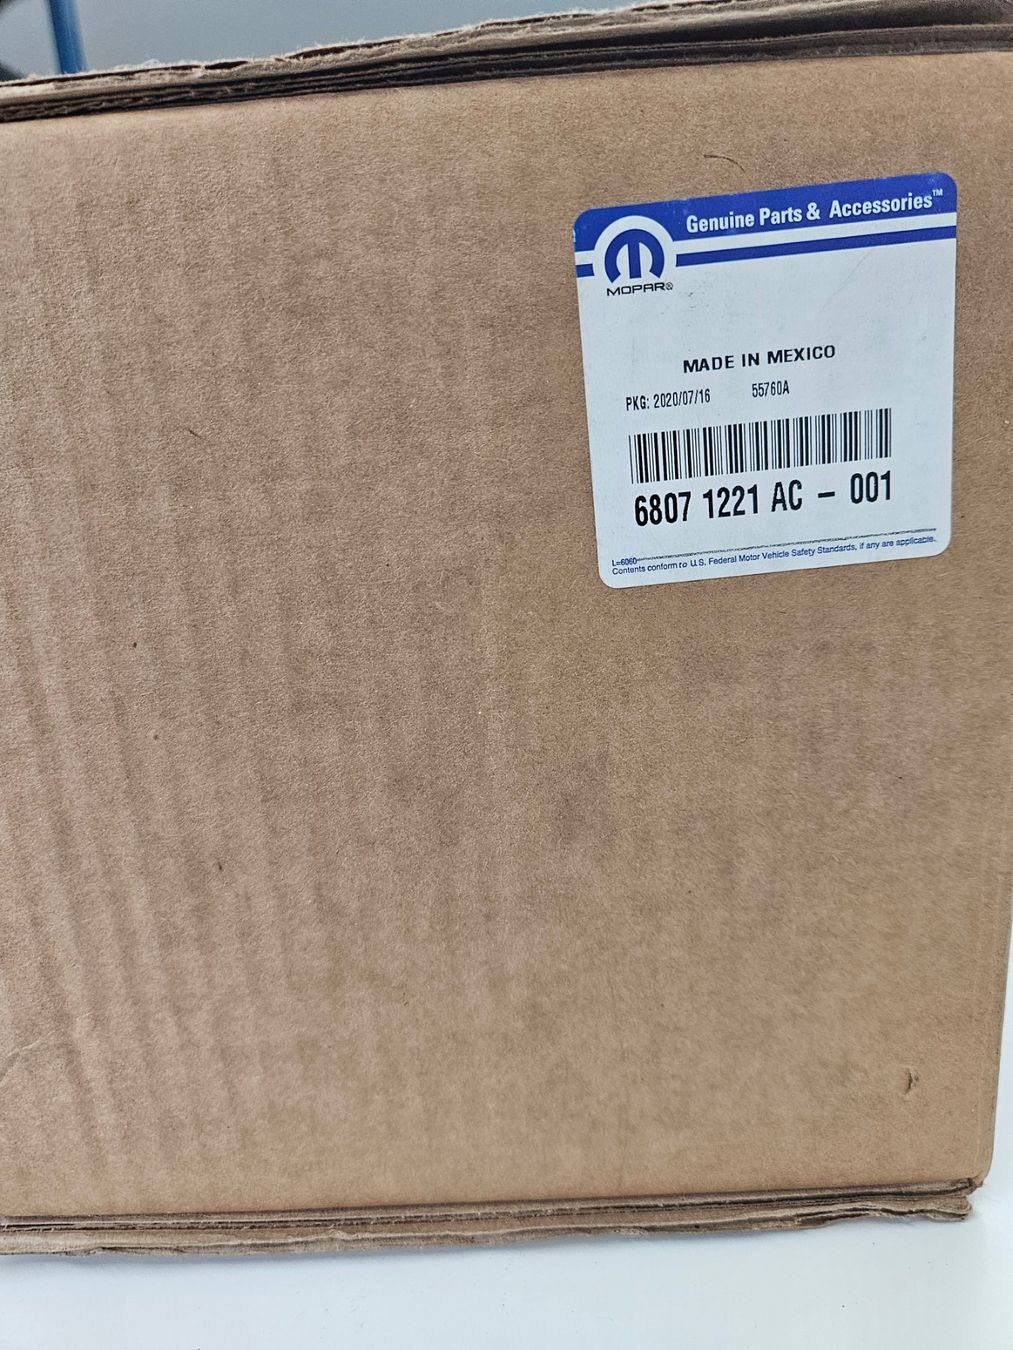 Genuine Parts & Accessories™
MOPAR®
MADE IN MEXICO
PKG: 2020/07/16 55760A
6807 1221 AC – 001
L=6060
Contents conform to U.S. Federal Motor Vehicle Safety Standards, if any are applicable.